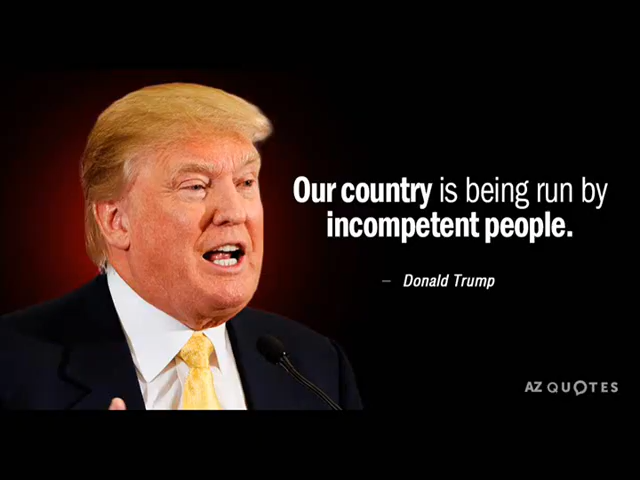 Our country is being run by
incompetent people.
– Donald Trump
AZ QUOTES